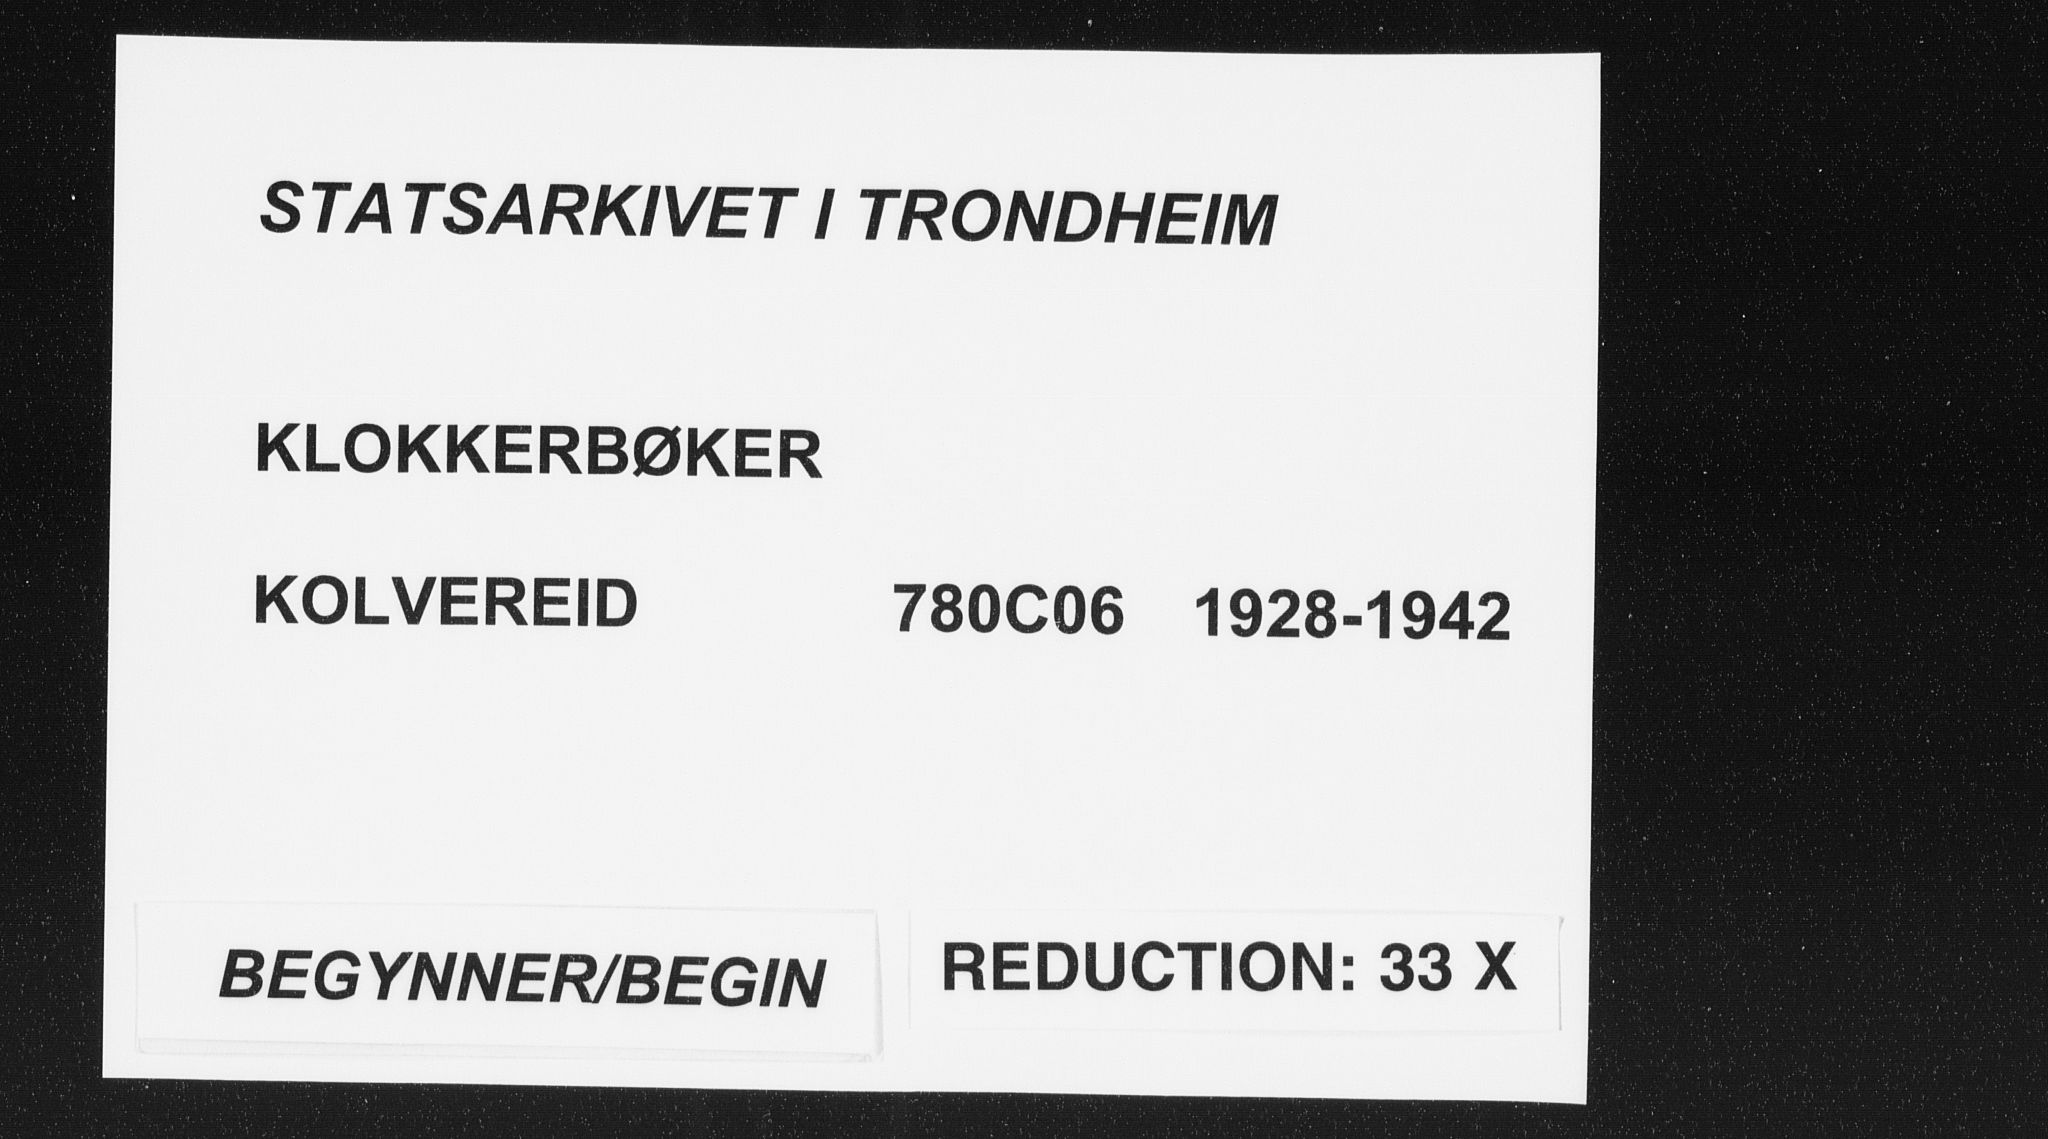 STATSARKIVET I TRONDHEIM
KLOKKERBØKER
KOLVEREID 780C06 1928-1942
BEGYNNER/BEGIN
REDUCTION: 33 X